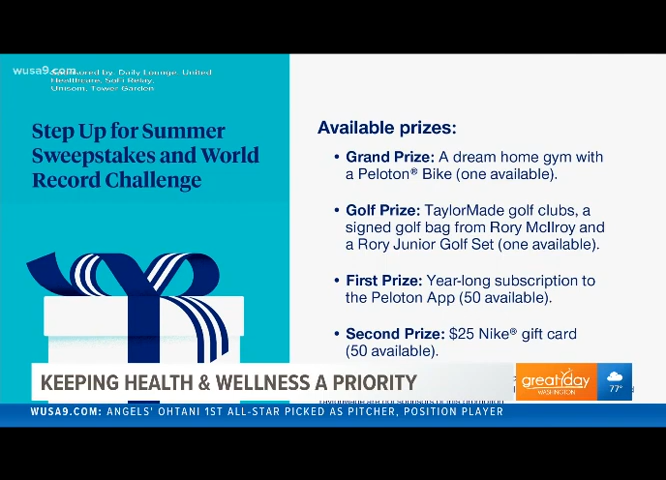 wusa9.com
Sponsored by: Daily Lounge, United
Healthcare, SoFi Relay,
Unisom, Tower Garden
Step Up for Summer
Sweepstakes and World
Record Challenge
Available prizes:
• Grand Prize: A dream home gym with
a Peloton® Bike (one available).
• Golf Prize: TaylorMade golf clubs, a
signed golf bag from Rory McIlroy and
a Rory Junior Golf Set (one available).
• First Prize: Year-long subscription to
the Peloton App (50 available).
• Second Prize: $25 Nike® gift card
(50 available).
KEEPING HEALTH & WELLNESS A PRIORITY
great day
WASHINGTON
77°
WUSA9.COM: ANGELS' OHTANI 1ST ALL-STAR PICKED AS PITCHER, POSITION PLAYER